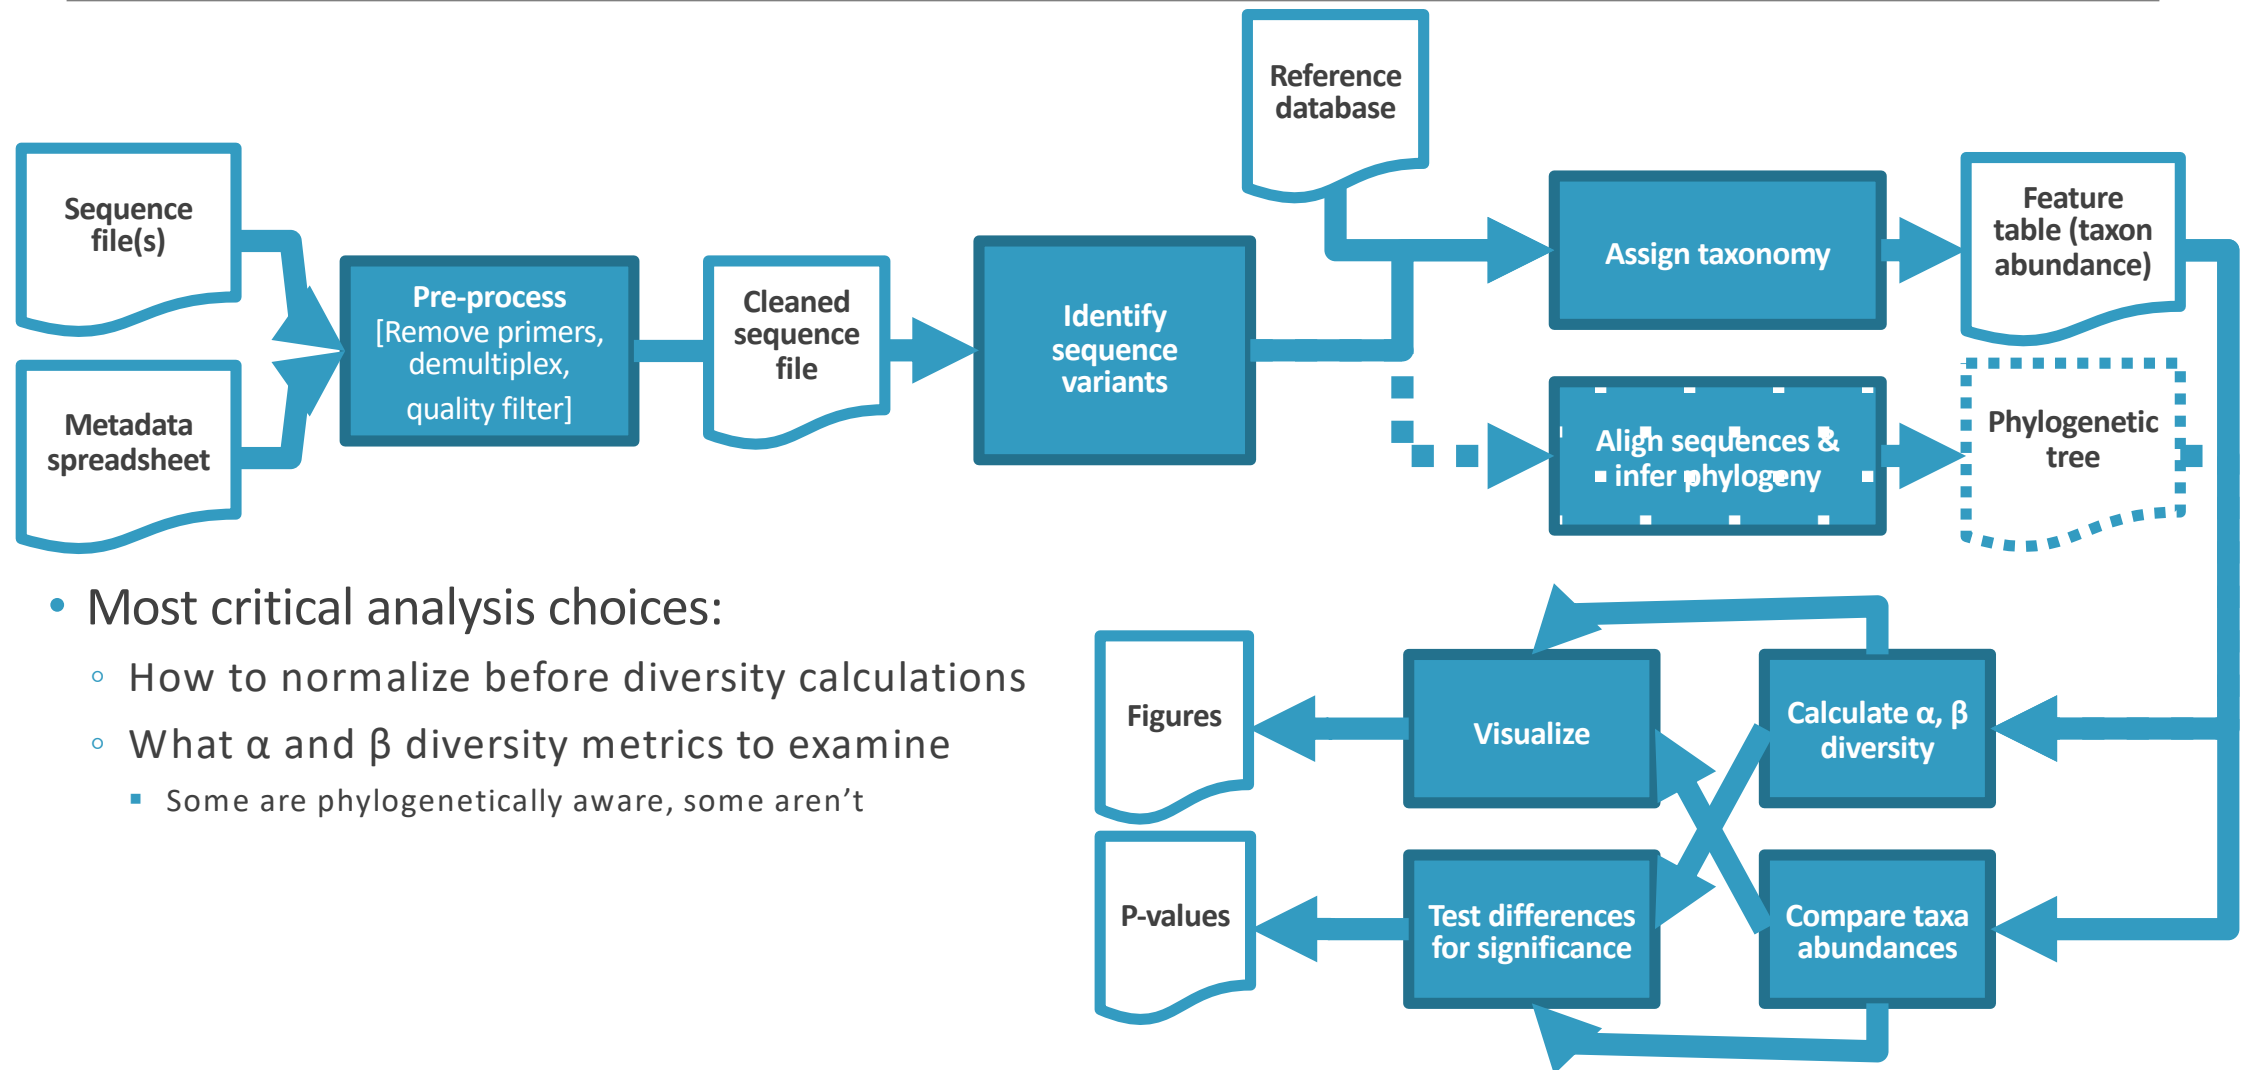 Reference
database
Sequence
file(s)
Metadata
spreadsheet
Pre-process
[Remove primers,
demultiplex,
quality filter]
Cleaned
sequence
file
Identify
sequence
variants
Assign taxonomy
Feature
table (taxon
abundance)
Align sequences &
infer phylogeny
Phylogenetic
tree
• Most critical analysis choices:
◦ How to normalize before diversity calculations
◦ What α and β diversity metrics to examine
▪ Some are phylogenetically aware, some aren’t
Figures
Visualize
Calculate α, β
diversity
P-values
Test differences
for significance
Compare taxa
abundances